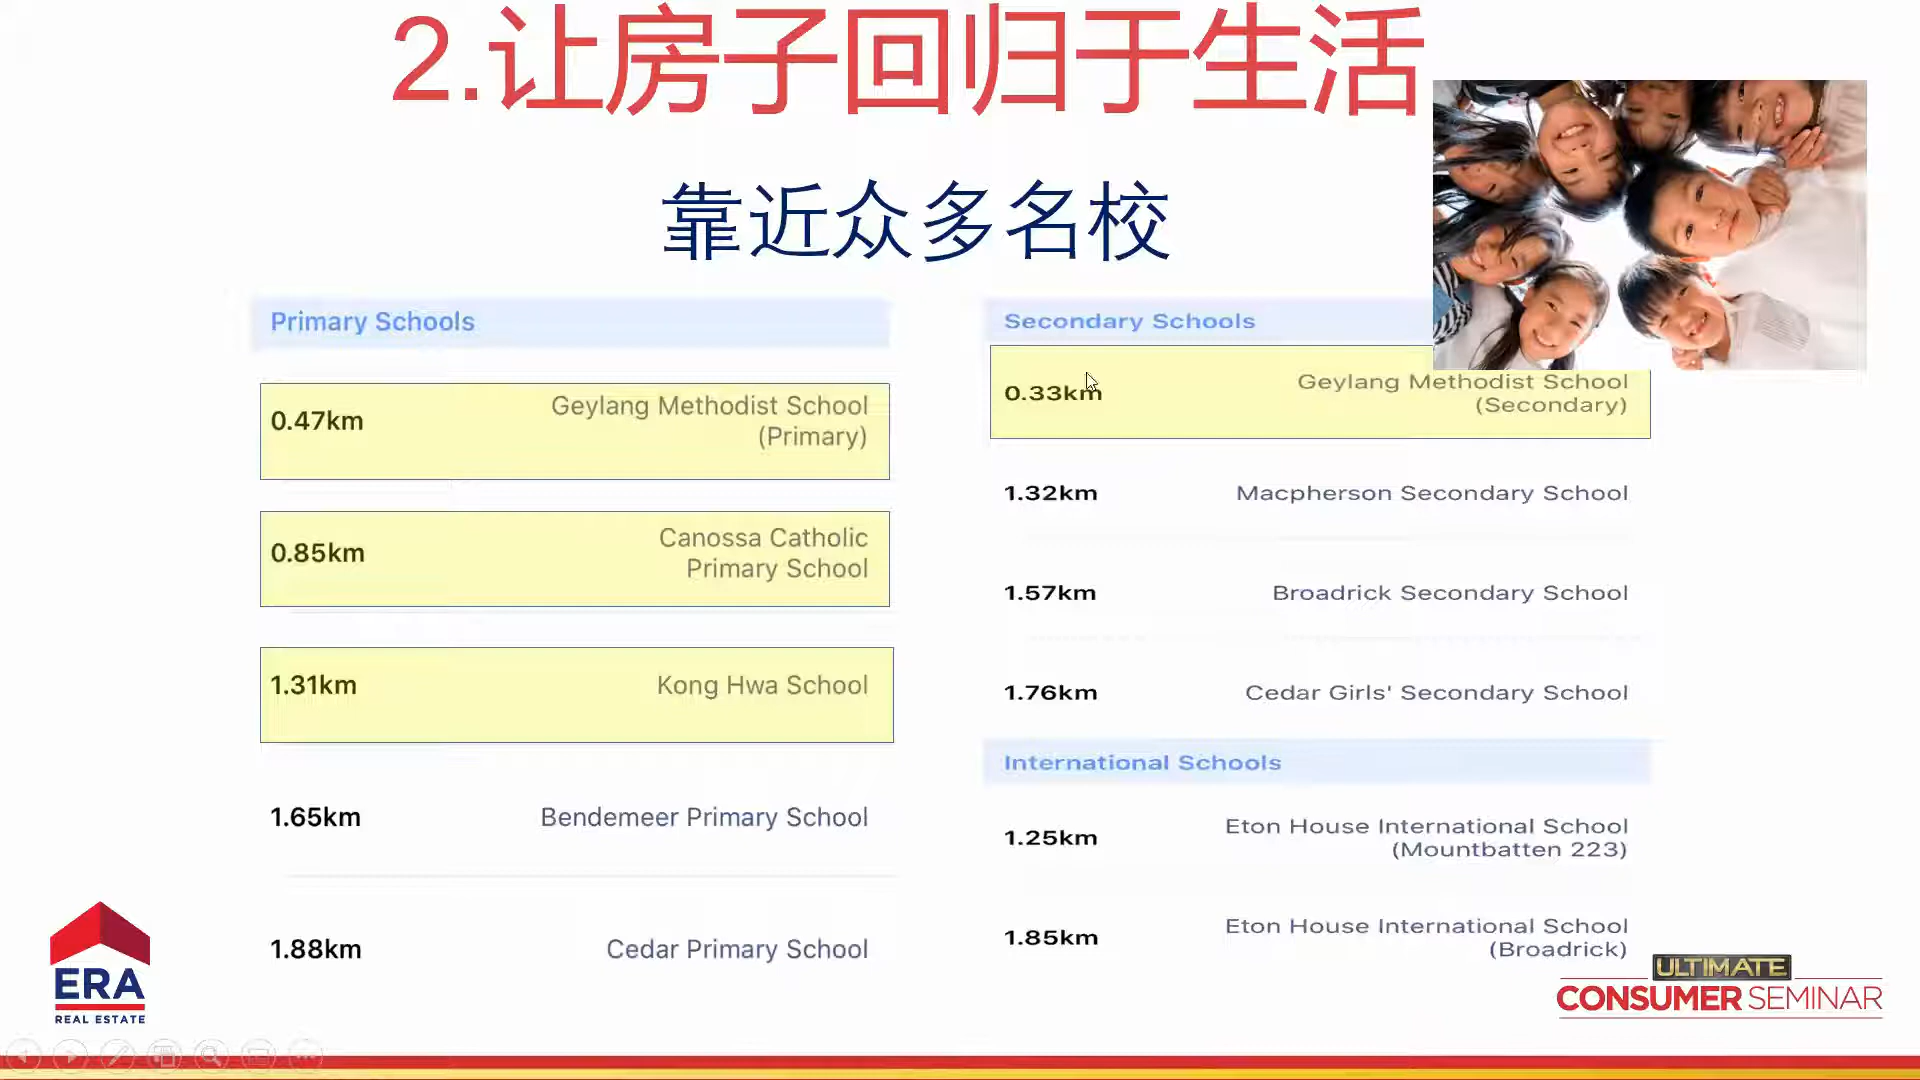 2.让房子回归于生活
靠近众多名校
Primary Schools
0.47km
Geylang Methodist School
(Primary)
0.85km
Canossa Catholic
Primary School
1.31km
Kong Hwa School
1.65km
Bendemeer Primary School
1.88km
Cedar Primary School
Secondary Schools
0.33km
Geylang Methodist School
(Secondary)
1.32km
Macpherson Secondary School
1.57km
Broadrick Secondary School
1.76km
Cedar Girls' Secondary School
International Schools
1.25km
Eton House International School
(Mountbatten 223)
1.85km
Eton House International School
(Broadrick)
ERA
REAL ESTATE
ULTIMATE
CONSUMER SEMINAR